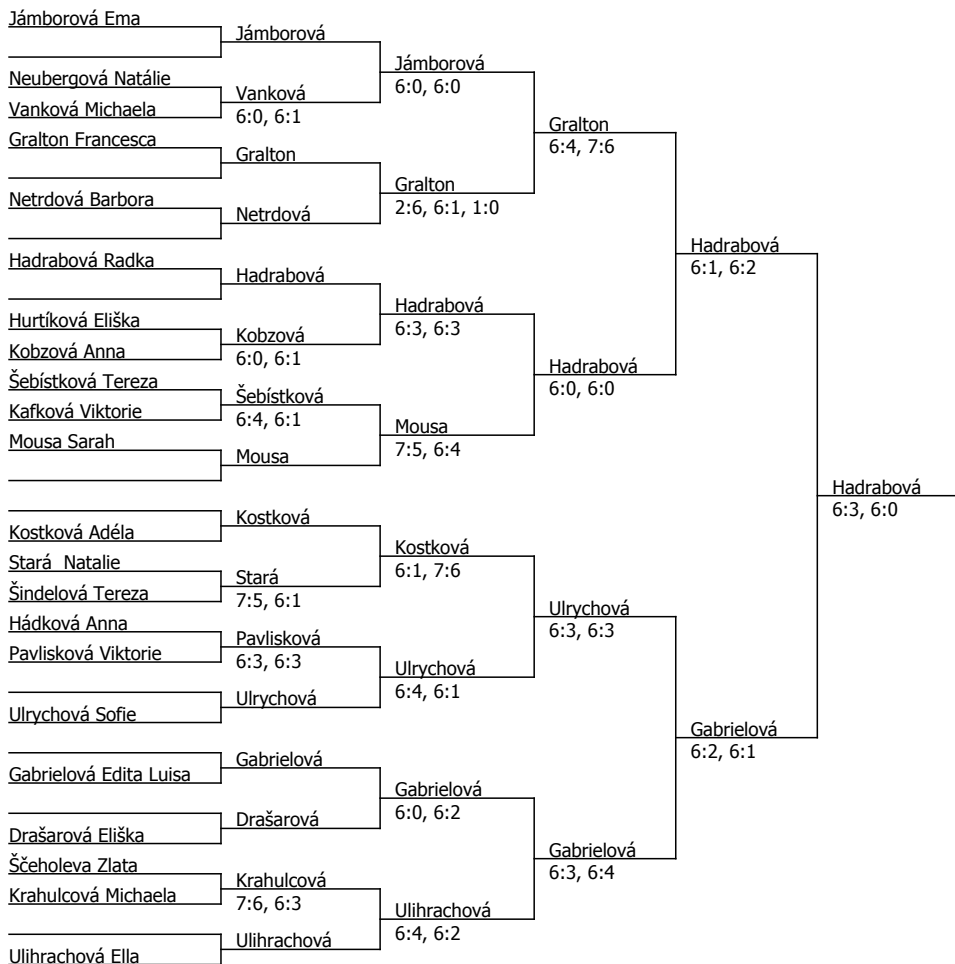 Jámborová Ema
Neubergová Natálie
Vanková Michaela
Gralton Francesca
Netrdová Barbora
Hadrabová Radka
Hurtíková Eliška
Kobzová Anna
Šebístková Tereza
Kafková Viktorie
Mousa Sarah
Kostková Adéla
Stará  Natalie
Šindelová Tereza
Hádková Anna
Pavlisková Viktorie
Ulrychová Sofie
Gabrielová Edita Luisa
Drašarová Eliška
Ščeholeva Zlata
Krahulcová Michaela
Ulihrachová Ella
Jámborová
Vanková
6:0, 6:1
Gralton
Netrdová
Hadrabová
Kobzová
6:0, 6:1
Šebístková
6:4, 6:1
Mousa
Kostková
Stará
7:5, 6:1
Pavlisková
6:3, 6:3
Ulrychová
Gabrielová
Drašarová
Krahulcová
7:6, 6:3
Ulihrachová
Jámborová
6:0, 6:0
Gralton
2:6, 6:1, 1:0
Hadrabová
6:3, 6:3
Mousa
7:5, 6:4
Kostková
6:1, 7:6
Ulrychová
6:4, 6:1
Gabrielová
6:0, 6:2
Ulihrachová
6:4, 6:2
Gralton
6:4, 7:6
Hadrabová
6:0, 6:0
Ulrychová
6:3, 6:3
Gabrielová
6:3, 6:4
Hadrabová
6:1, 6:2
Gabrielová
6:2, 6:1
Hadrabová
6:3, 6:0